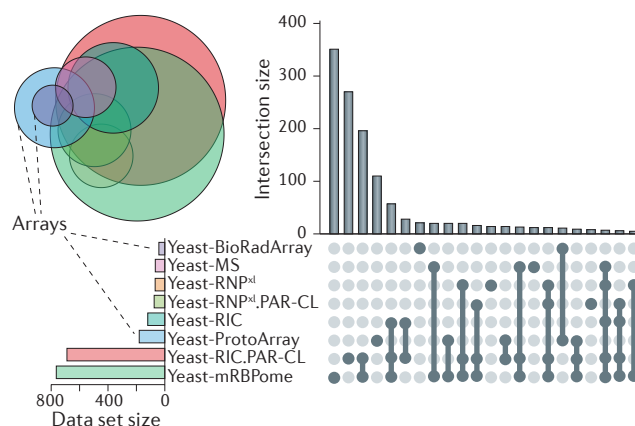 400
300
200
100
0
Intersection size
Arrays
Yeast-BioRadArray
Yeast-MS
Yeast-RNPxl
Yeast-RNPxl.PAR-CL
Yeast-RIC
Yeast-ProtoArray
Yeast-RIC.PAR-CL
Yeast-mRBPome
800 400 0
Data set size